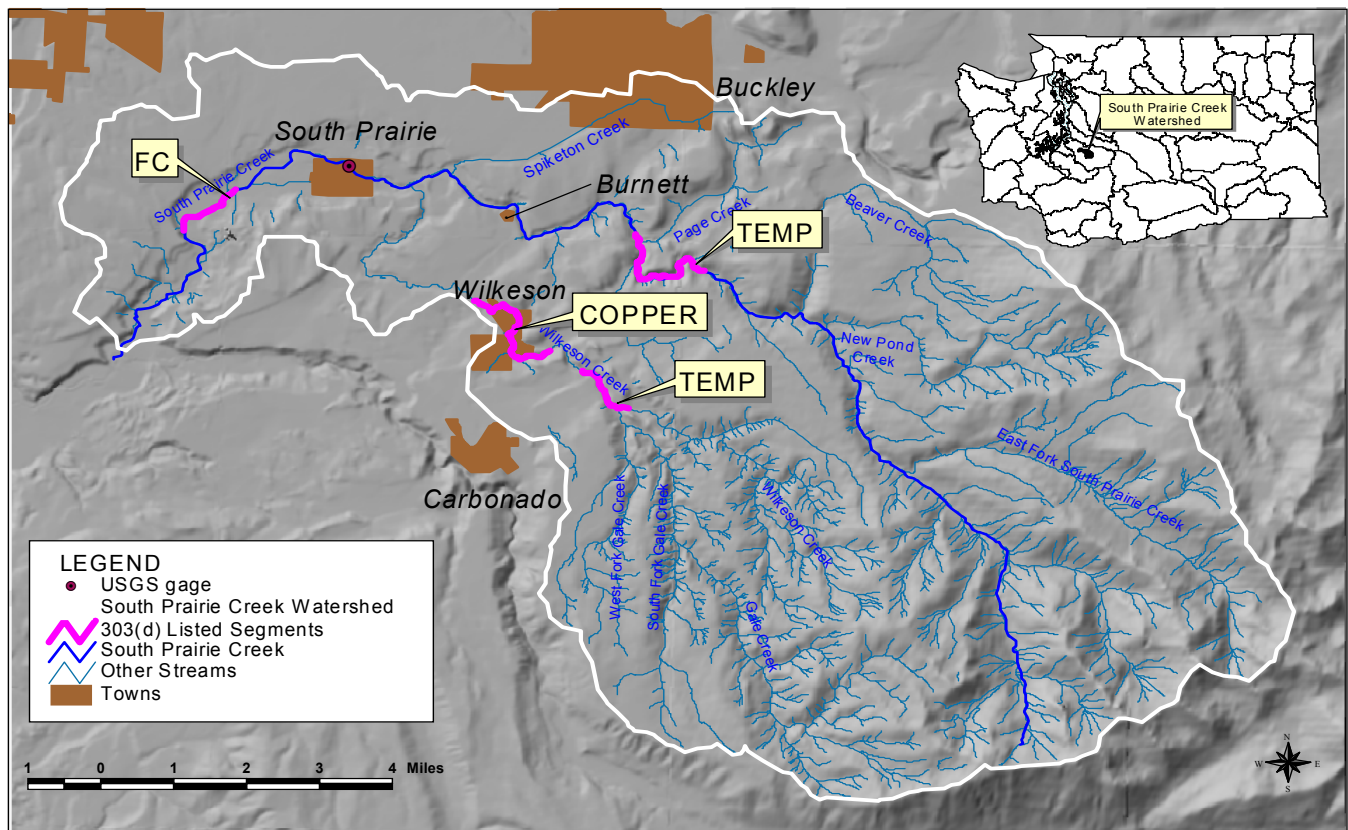 Buckley
South Prairie
FC
South Prairie Creek
Spiketon Creek
Burnett
Page Creek
TEMP
Beaver Creek
South Prairie Creek
Watershed
Wilkeson
COPPER
Wilkeson Creek
TEMP
New Pond
Creek
East Fork South Prairie Creek
Carbonado
West Fork Gale Creek
South Fork Gale Creek
Wilkeson Creek
Gale Creek
LEGEND
USGS gage
South Prairie Creek Watershed
303(d) Listed Segments
South Prairie Creek
Other Streams
Towns
1 0 1 2 3 4 Miles
N
W E
S